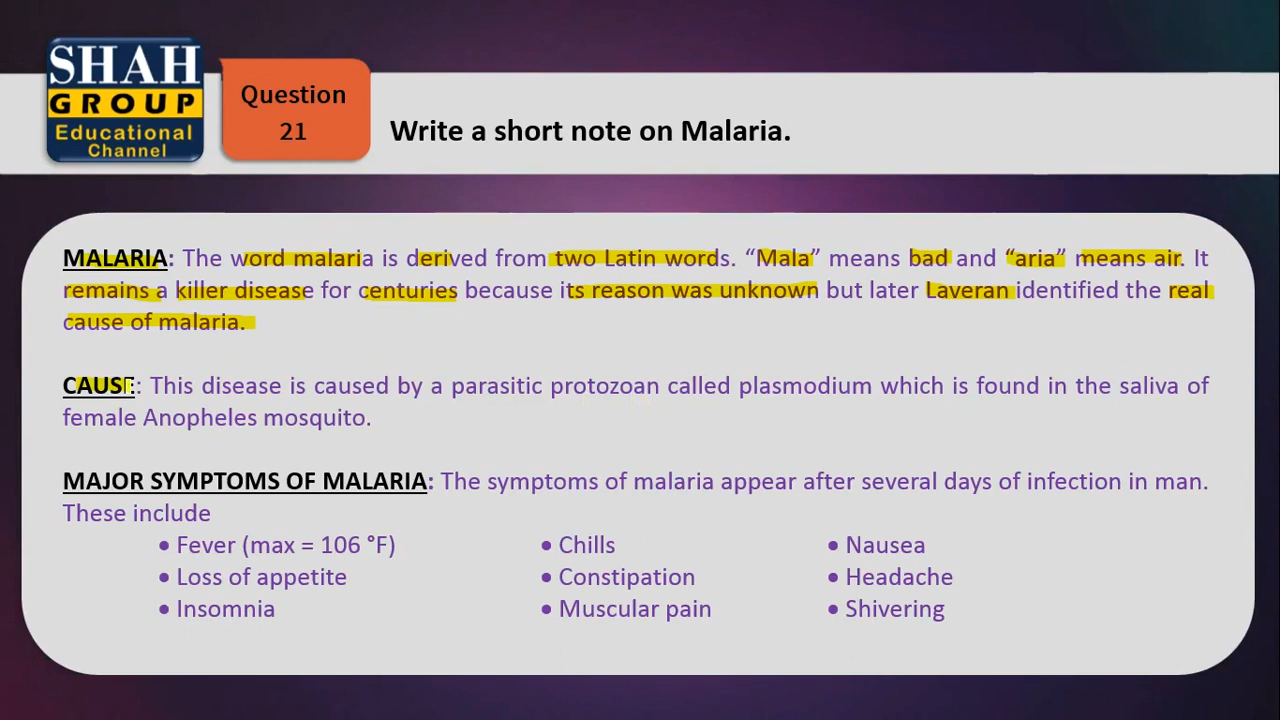 SHAH
GROUP
Educational
Channel
Question
21
Write a short note on Malaria.
MALARIA: The word malaria is derived from two Latin words. “Mala” means bad and “aria” means air. It
remains a killer disease for centuries because its reason was unknown but later Laveran identified the real
cause of malaria.
CAUSE: This disease is caused by a parasitic protozoan called plasmodium which is found in the saliva of
female Anopheles mosquito.
MAJOR SYMPTOMS OF MALARIA: The symptoms of malaria appear after several days of infection in man.
These include
• Fever (max = 106 °F) • Chills • Nausea
• Loss of appetite • Constipation • Headache
• Insomnia • Muscular pain • Shivering